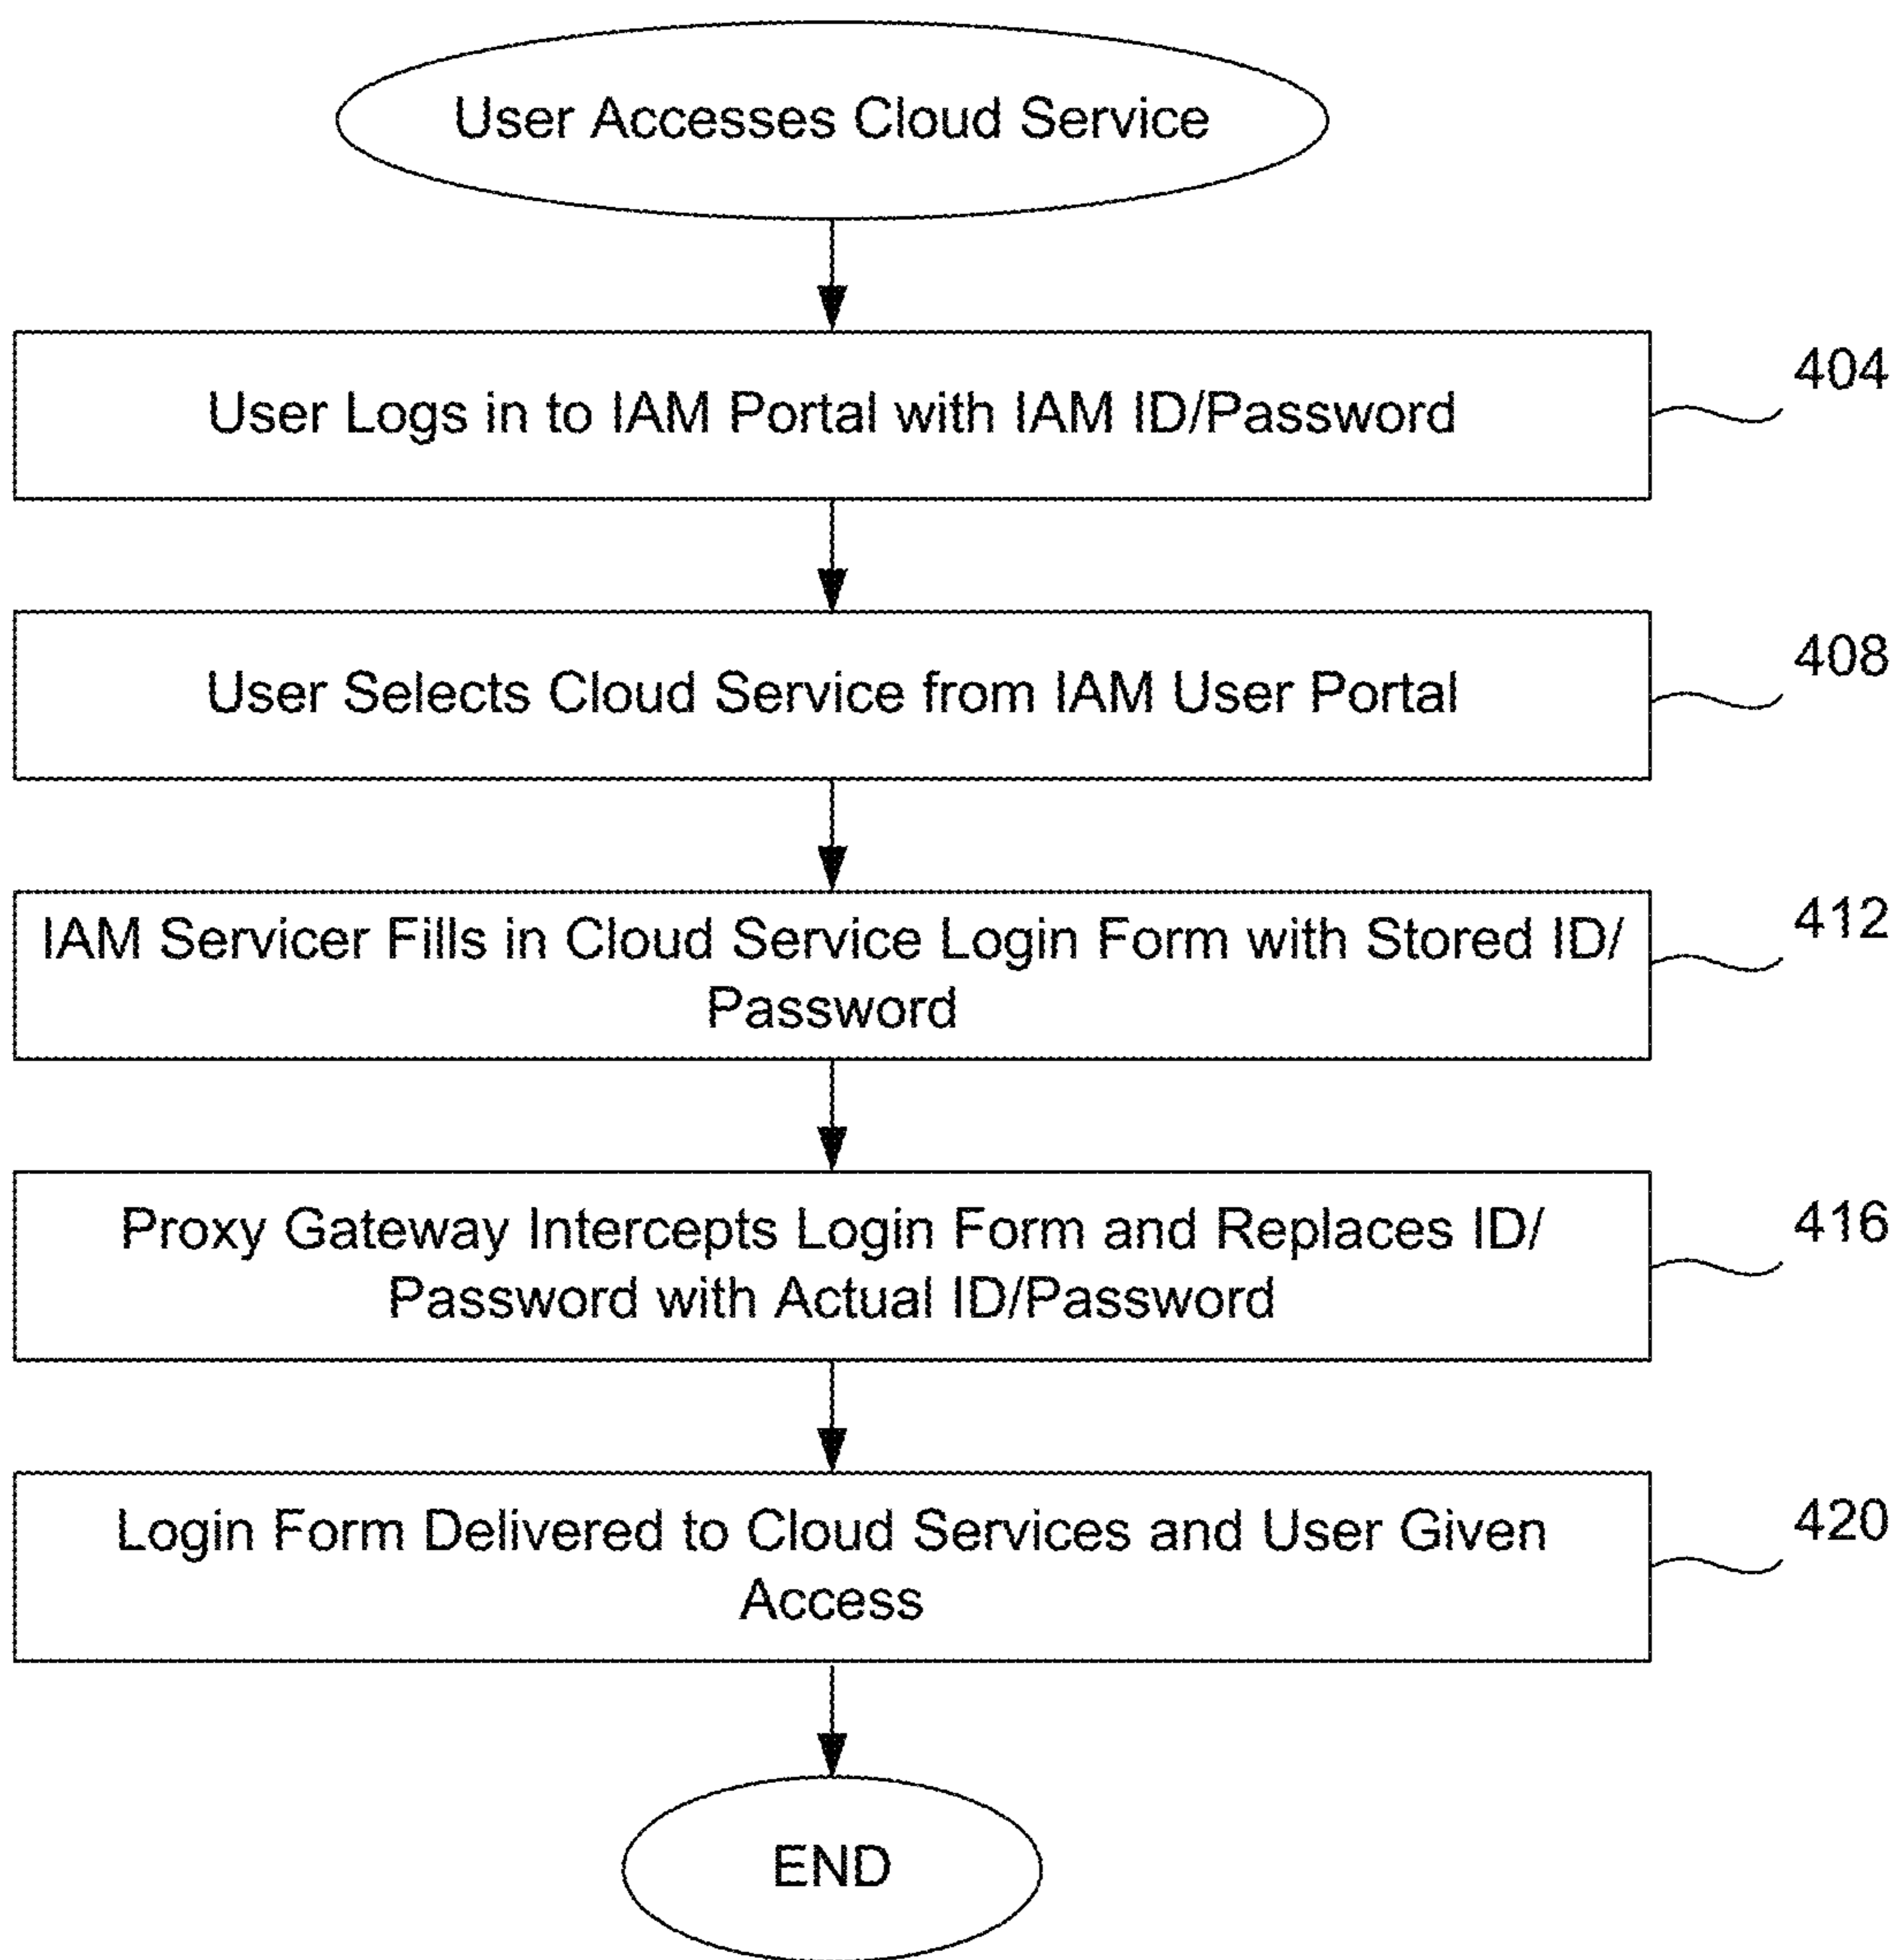 User Accesses Cloud Service
404
User Logs in to IAM Portal with IAM ID/Password
408
User Selects Cloud Service from IAM User Portal
412
IAM Servicer Fills in Cloud Service Login Form with Stored ID/
Password
416
Proxy Gateway Intercepts Login Form and Replaces ID/
Password with Actual ID/Password
420
Login Form Delivered to Cloud Services and User Given
Access
END